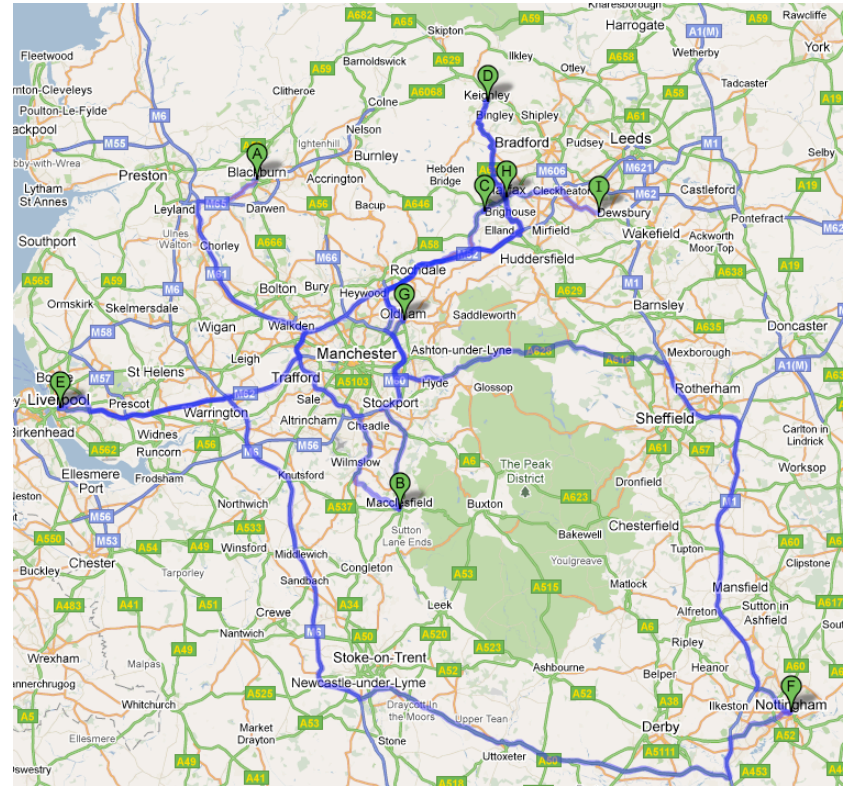 A682
A65
A59
Knaresborough
Harrogate
A59
Rawcliffe
Fleetwood
Skipton
A1(M)
York
Barnoldswick
A629
Ilkley
Wetherby
A59
A658
Clitheroe
D
Otley
M6
A6068
Keighley
A58
Tadcaster
Poulton-Le-Fylde
Colne
A61
A19
Nelson
Bingley
Shipley
M55
A
Ightenhill
Bradford
Pudsey
Leeds
M1
Selby
Preston
Blackburn
Burnley
H
M606
M621
A63
Lytham
St Annes
Accrington
Hebden
Bridge
C
Halifax
Cleckheaton
I
M62
Castleford
A19
Leyland
M65
Darwen
A56
A646
Brighouse
Dewsbury
Bacup
Elland
Mirfield
Wakefield
Pontefract
Southport
Ulnes
Walton
Chorley
A666
A58
M62
Huddersfield
Ackworth
Moor Top
M62
A565
A59
M61
M66
Rochdale
M1
A638
A19
M6
Bolton
Bury
Heywood
G
A629
Ormskirk
Skelmersdale
Oldham
Saddleworth
Barnsley
M58
Wigan
Walkden
A635
Doncaster
Manchester
Ashton-under-Lyne
Mexborough
E
M57
St Helens
Leigh
A628
A616
A1(M)
Trafford
A5103
Hyde
Glossop
Rotherham
Liverpool
Prescot
M62
Sale
M60
Warrington
Stockport
Sheffield
Birkenhead
Widnes
Altrincham
Cheadle
A61
A57
Carlton in
Lindrick
A562
Runcorn
A56
M56
A6
Ellesmere
Port
Frodsham
M6
Wilmslow
B
The Peak
District
Dronfield
Worksop
Knutsford
Macclesfield
A623
Northwich
A537
Buxton
M1
M56
A533
Sutton
Lane Ends
Chesterfield
A60
A550
M53
A54
A49
Winsford
Middlewich
Bakewell
Tupton
Clipstone
Buckley
Chester
Tarporley
Sandbach
Congleton
A53
Youlgreave
Mansfield
A483
A41
A51
Crewe
A34
Leek
A515
Matlock
Alfreton
Sutton in
Ashfield
A617
Nantwich
M6
A50
A520
A6
Ripley
A49
Stoke-on-Trent
A523
A60
Wrexham
Malpas
A52
Ashbourne
Belper
Heanor
F
A525
Newcastle-under-Lyme
A52
A38
Ilkeston
Nottingham
A5
Whitchurch
A53
Draycott in
the Moors
Upper Tean
Derby
A52
Ellesmere
Market
Drayton
Stone
Uttoxeter
A5111
A49
A50
A453
A41
A518
A60